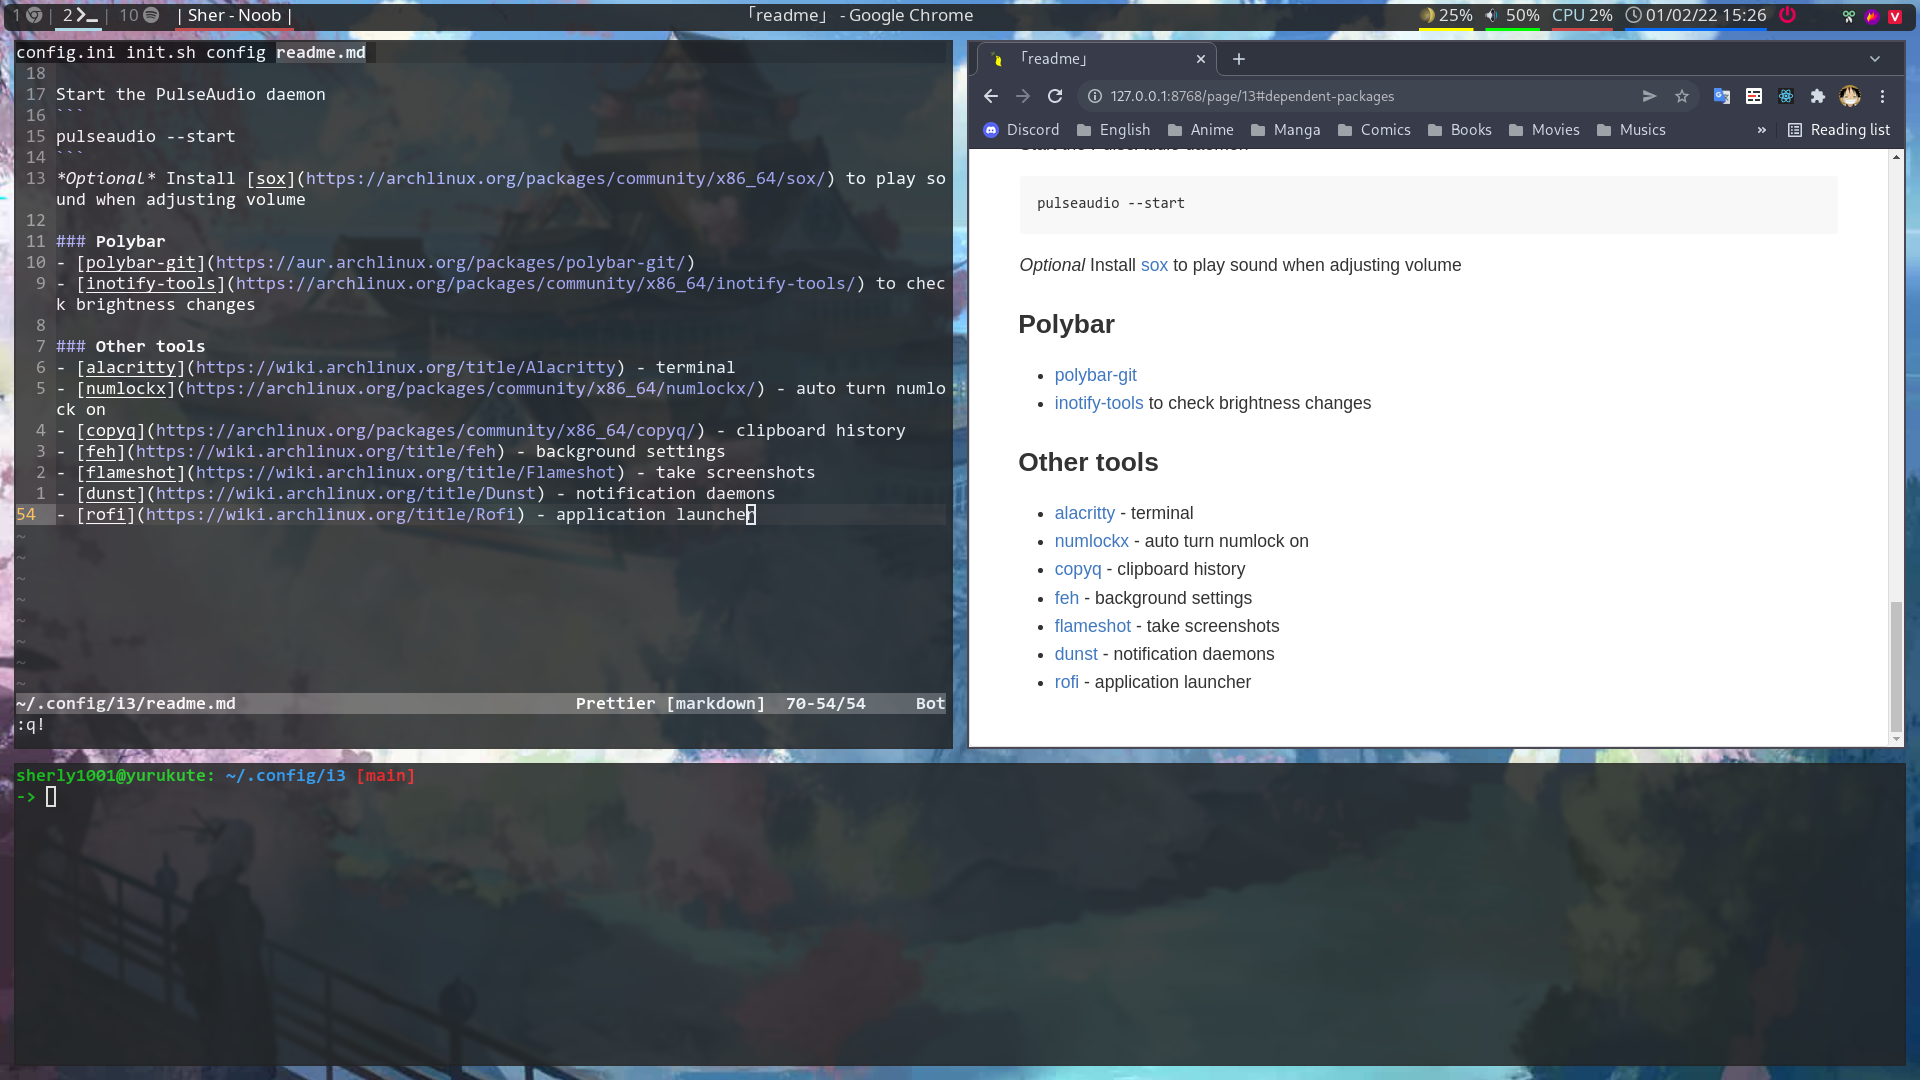 1 | 2 | 10 | Sher - Noob |
「readme」 - Google Chrome
25% 50% CPU 2% 01/02/22 15:26
config.ini init.sh config readme.md
18
17 Start the PulseAudio daemon
16 ```
15 pulseaudio --start
14 ```
13 *Optional* Install [sox](https://archlinux.org/packages/community/x86_64/sox/) to play so
und when adjusting volume
12
11 ### Polybar
10 - [polybar-git](https://aur.archlinux.org/packages/polybar-git/)
9 - [inotify-tools](https://archlinux.org/packages/community/x86_64/inotify-tools/) to chec
k brightness changes
8
7 ### Other tools
6 - [alacritty](https://wiki.archlinux.org/title/Alacritty) - terminal
5 - [numlockx](https://archlinux.org/packages/community/x86_64/numlockx/) - auto turn numlo
ck on
4 - [copyq](https://archlinux.org/packages/community/x86_64/copyq/) - clipboard history
3 - [feh](https://wiki.archlinux.org/title/feh) - background settings
2 - [flameshot](https://wiki.archlinux.org/title/Flameshot) - take screenshots
1 - [dunst](https://wiki.archlinux.org/title/Dunst) - notification daemons
54 - [rofi](https://wiki.archlinux.org/title/Rofi) - application launcher
~
~
~
~
~
~
~
~
~/.config/i3/readme.md Prettier [markdown] 70-54/54 Bot
:q!
「readme」
127.0.0.1:8768/page/13#dependent-packages
Discord English Anime Manga Comics Books Movies Musics » Reading list
Start the PulseAudio daemon
pulseaudio --start
Optional Install sox to play sound when adjusting volume
Polybar
• polybar-git
• inotify-tools to check brightness changes
Other tools
• alacritty - terminal
• numlockx - auto turn numlock on
• copyq - clipboard history
• feh - background settings
• flameshot - take screenshots
• dunst - notification daemons
• rofi - application launcher
sherly1001@yurukute: ~/.config/i3 [main]
->